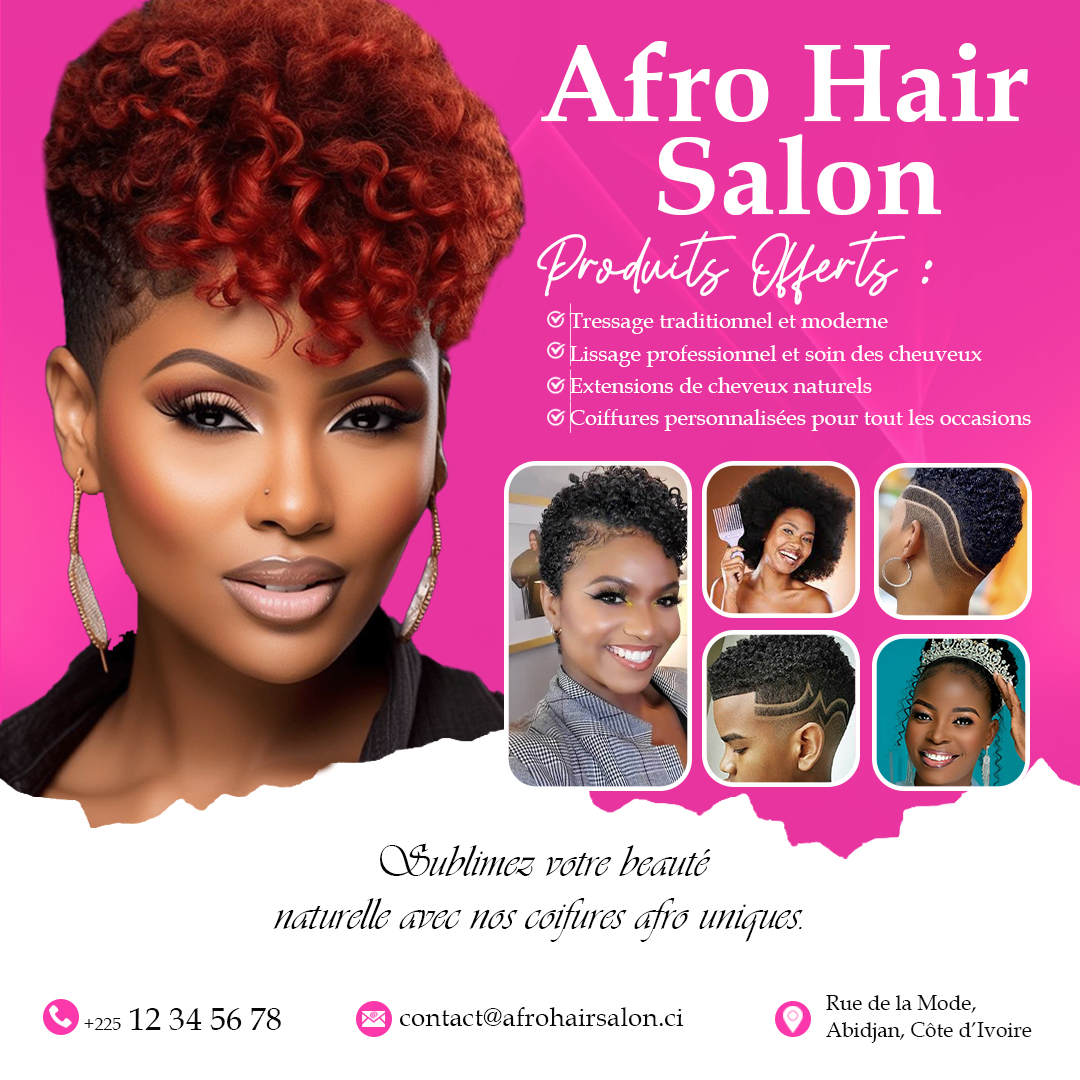 Afro Hair
Salon
Produits Offerts :
Tressage traditionnel et moderne
Lissage professionnel et soin des cheuveux
Extensions de cheveux naturels
Coiffures personnalisées pour tout les occasions
Sublimez votre beauté
naturelle avec nos coifures afro uniques.
+225 12 34 56 78
contact@afrohairsalon.ci
Rue de la Mode,
Abidjan, Côte d’Ivoire